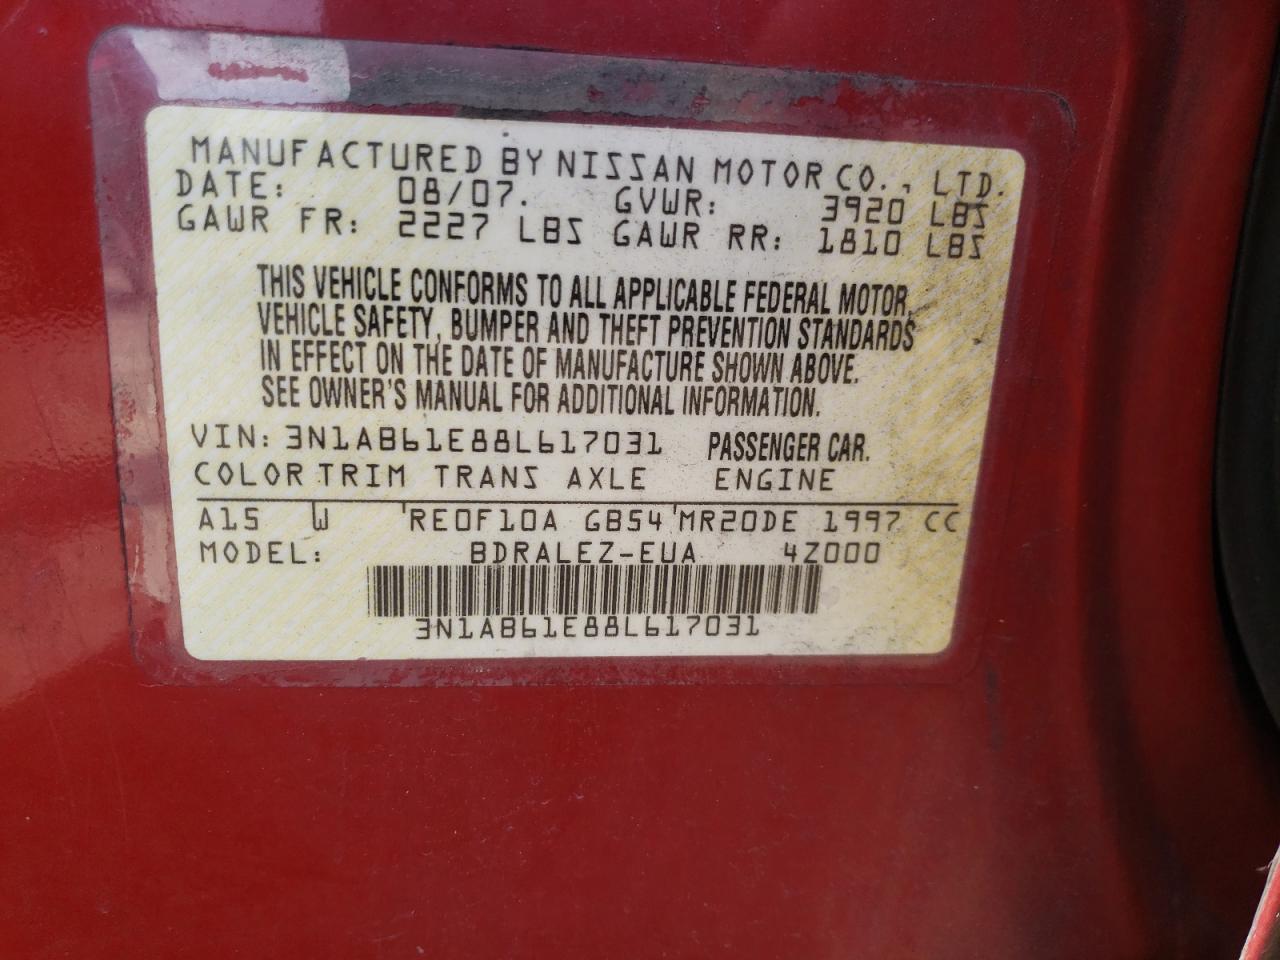 MANUFACTURED BY NISSAN MOTOR CO., LTD.
DATE: 08/07. GVWR: 3920 LBS
GAWR FR: 2227 LBS GAWR RR: 1810 LBS
THIS VEHICLE CONFORMS TO ALL APPLICABLE FEDERAL MOTOR
VEHICLE SAFETY, BUMPER AND THEFT PREVENTION STANDARDS
IN EFFECT ON THE DATE OF MANUFACTURE SHOWN ABOVE.
SEE OWNER'S MANUAL FOR ADDITIONAL INFORMATION.
VIN: 3N1AB61E88L617031 PASSENGER CAR.
COLOR TRIM TRANS AXLE ENGINE
A15 W RE0F10A GB54 MR20DE 1997 CC
MODEL: BDRALEZ-EUA 4Z000
3N1AB61E88L617031